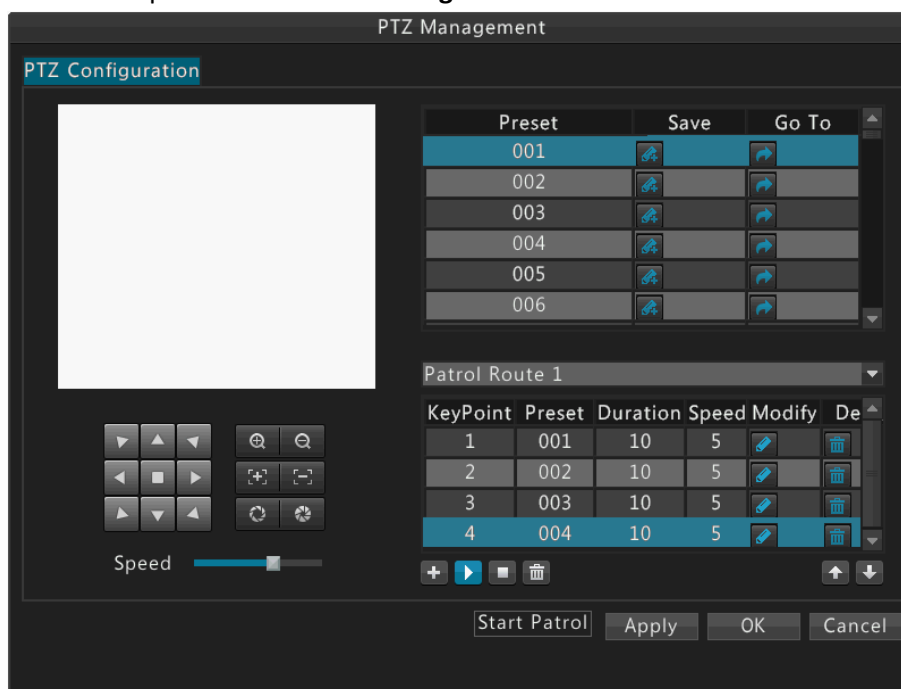 PTZ Management
PTZ Configuration
Preset Save Go To
001
002
003
004
005
006
Patrol Route 1
KeyPoint Preset Duration Speed Modify De
1 001 10 5
2 002 10 5
3 003 10 5
4 004 10 5
Speed
Start Patrol Apply OK Cancel